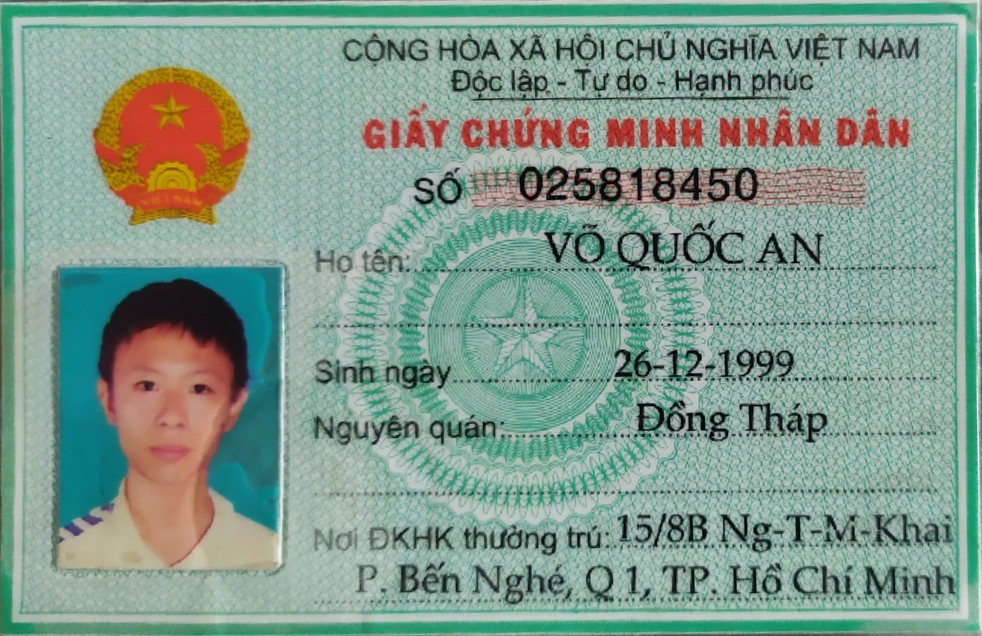 CỘNG HÒA XÃ HỘI CHỦ NGHĨA VIỆT NAM
Độc lập - Tự do - Hạnh phúc
GIẤY CHỨNG MINH NHÂN DÂN
SỐ 025818450
Họ tên: VÕ QUỐC AN
Sinh ngày 26-12-1999
Nguyên quán: Đồng Tháp
Nơi ĐKHK thường trú: 15/8B Ng-T-M-Khai
P. Bến Nghé, Q 1, TP. Hồ Chí Minh
VIỆT NAM